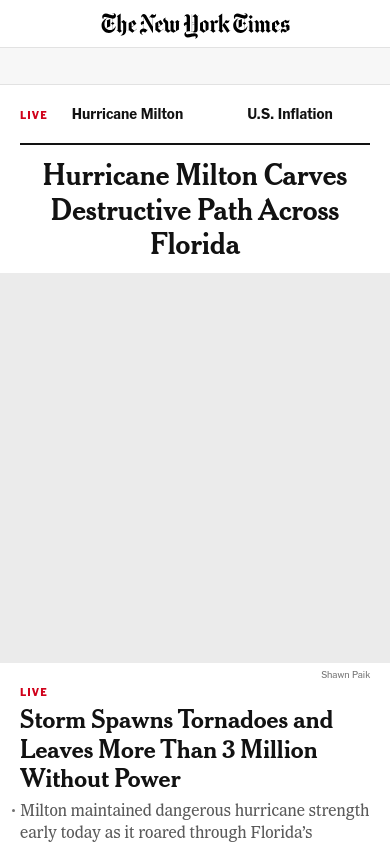 The New York Times
LIVE Hurricane Milton U.S. Inflation
Hurricane Milton Carves
Destructive Path Across
Florida
Shawn Paik
LIVE
Storm Spawns Tornadoes and
Leaves More Than 3 Million
Without Power
· Milton maintained dangerous hurricane strength
early today as it roared through Florida’s